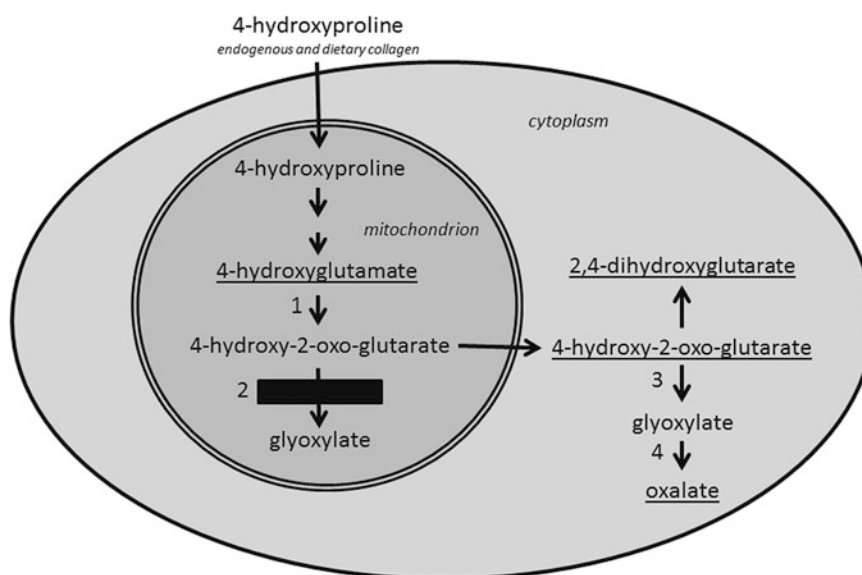 4-hydroxyproline
endogenous and dietary collagen
cytoplasm
4-hydroxyproline
mitochondrion
4-hydroxyglutamate
2,4-dihydroxyglutarate
1
4-hydroxy-2-oxo-glutarate
4-hydroxy-2-oxo-glutarate
2
3
glyoxylate
glyoxylate
4
oxalate